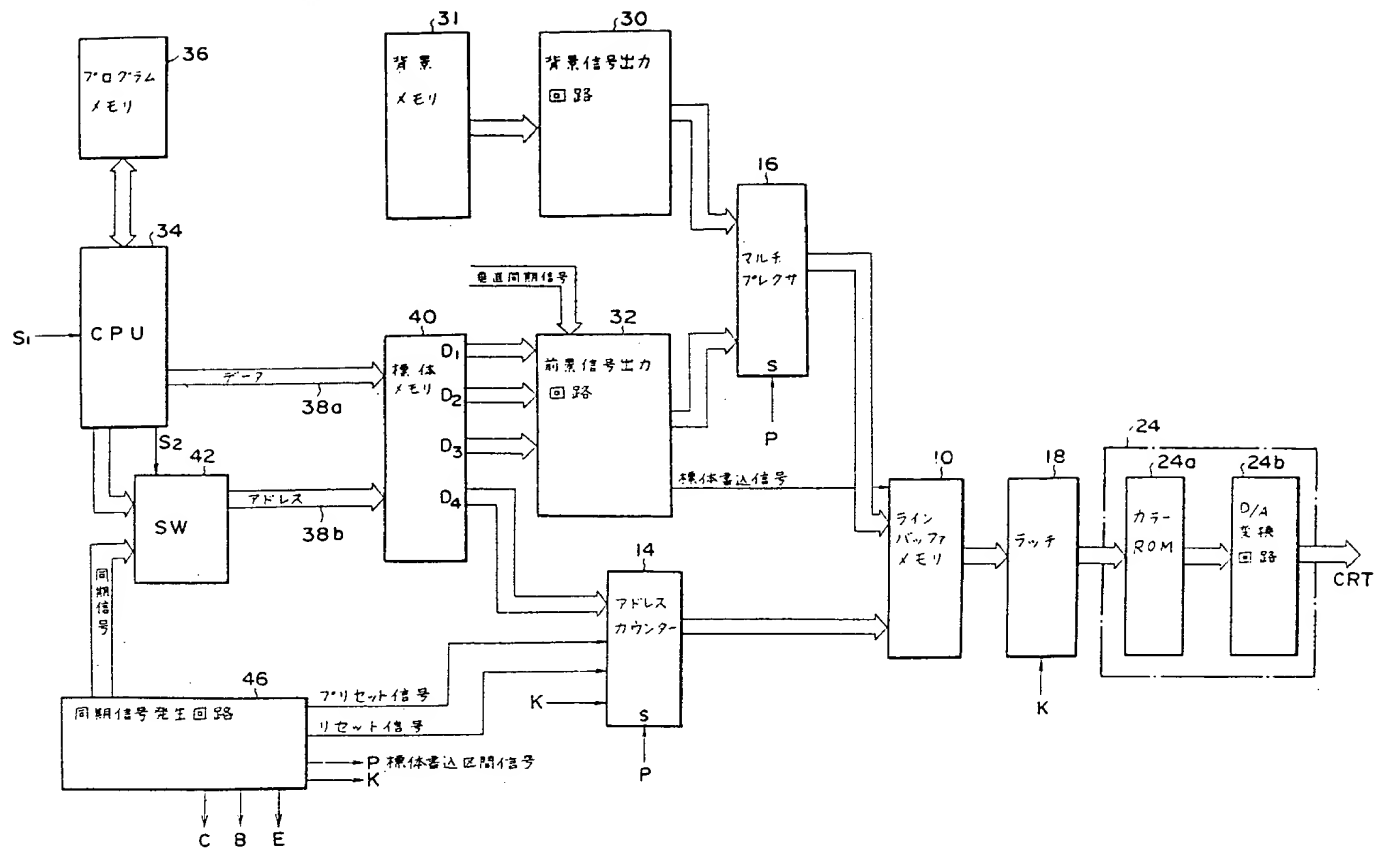 31
30
36
プログラム
メモリ
背景
メモリ
背景信号出力
回路
16
マルチ
プレクサ
S
P
34
CPU
S1
S2
データ
38a
42
SW
アドレス
38b
同期信号
垂直同期信号
40
標体
メモリ
D1
D2
D3
D4
32
前景信号出力
回路
標体書込信号
14
アドレス
カウンター
S
P
K
10
ライン
バッファ
メモリ
18
ラッチ
K
24
24a
カラー
ROM
24b
D/A
変換
回路
CRT
46
同期信号発生回路
プリセット信号
リセット信号
P 標体書込区間信号
K
C
B
E